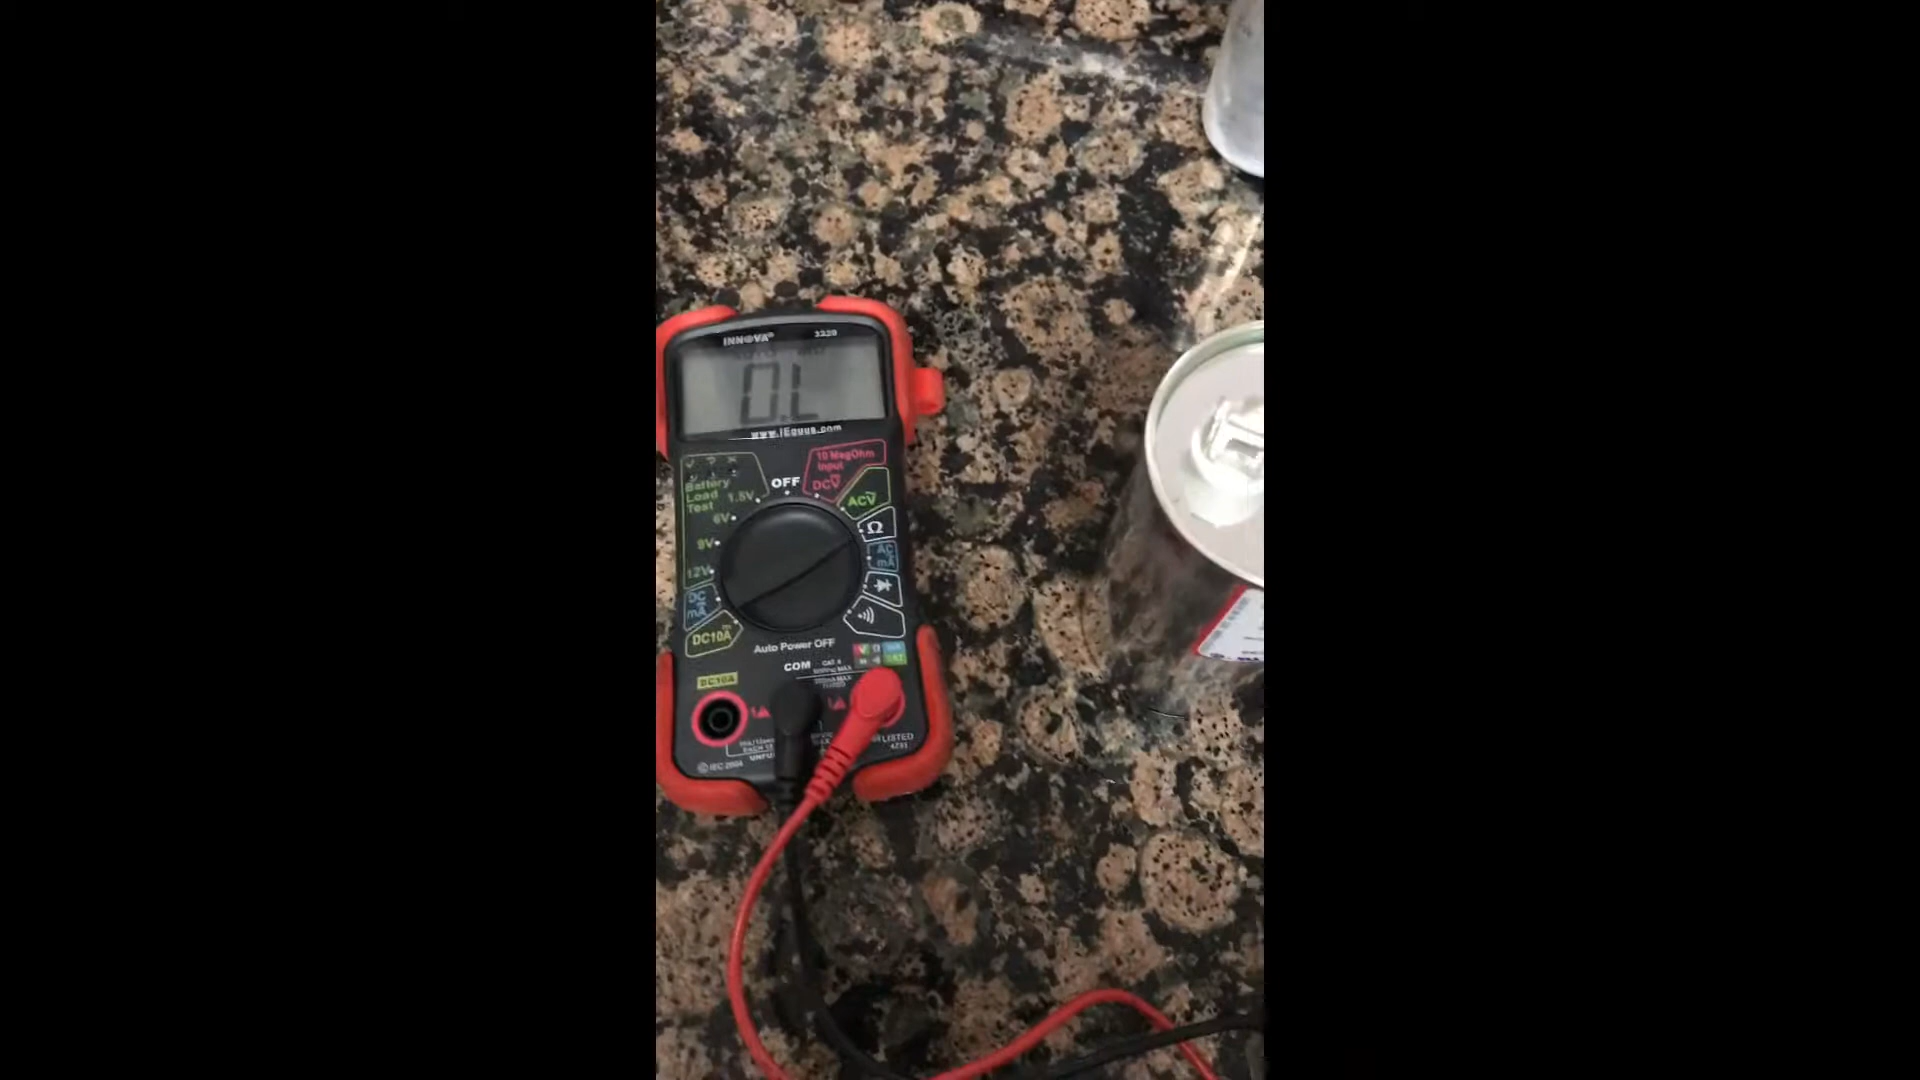 INNOVA® 3320
0.L
www.iEquus.com
OFF
10 MegOhm
Input
DCV
ACV
Ω
AC
mA
Battery
Load
Test
1.5V
6V
9V
12V
DC
mA
DC10A
Auto Power OFF
COM
DC10A
LISTED